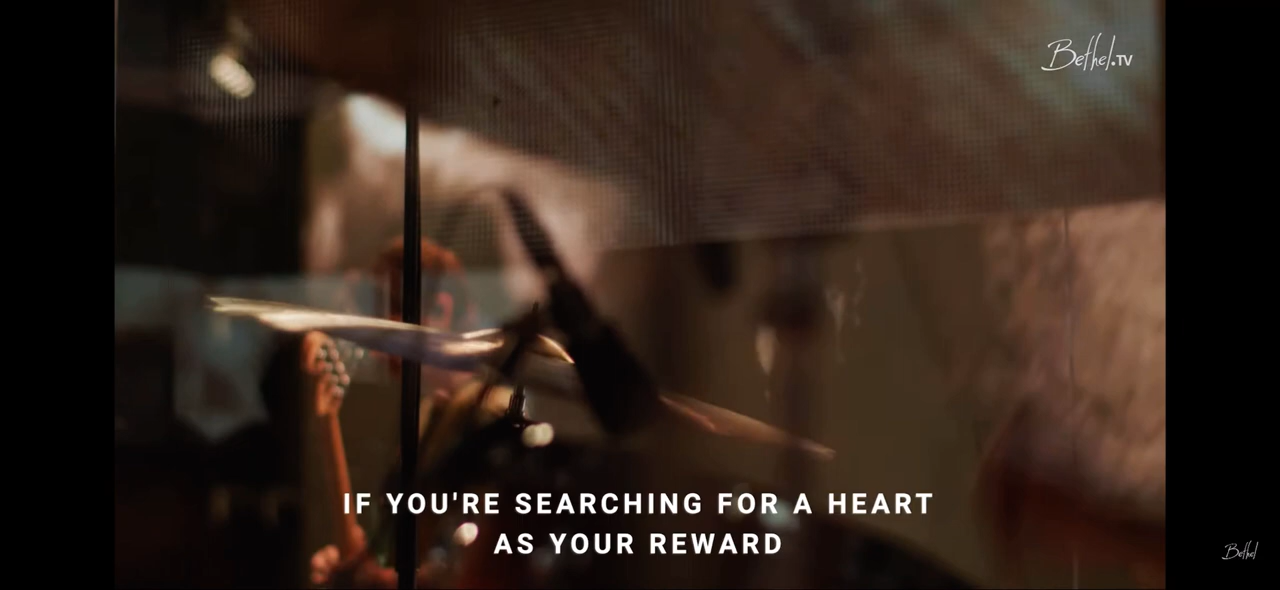 Bethel.TV
IF YOU'RE SEARCHING FOR A HEART
AS YOUR REWARD
Bethel